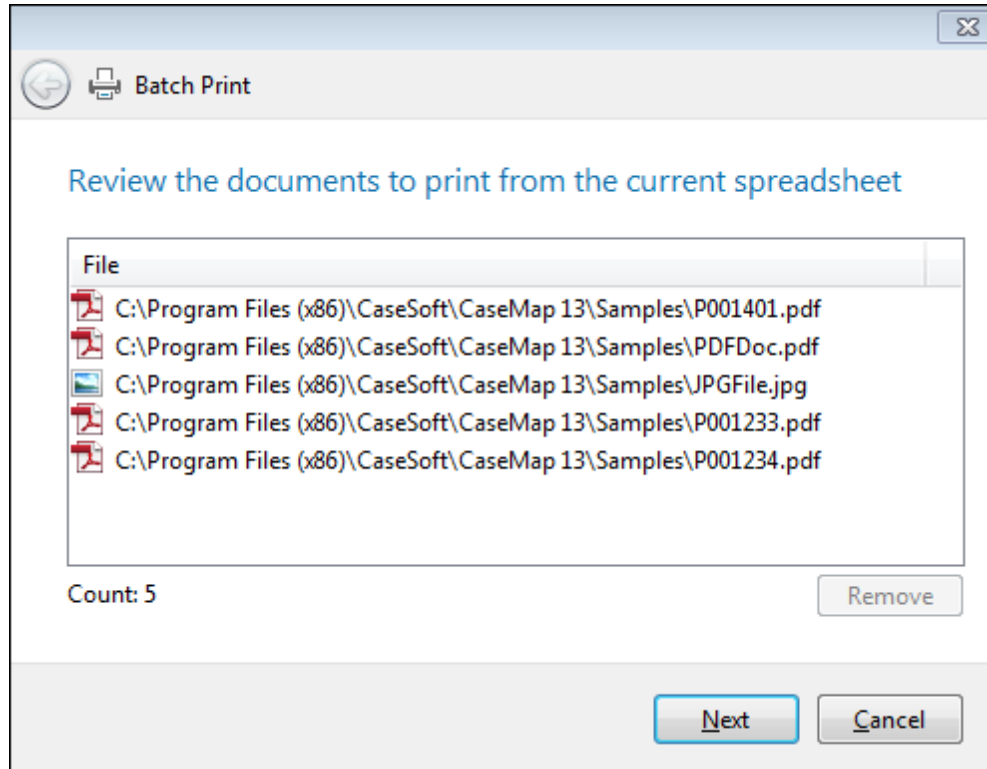 Batch Print
Review the documents to print from the current spreadsheet
File
C:\Program Files (x86)\CaseSoft\CaseMap 13\Samples\P001401.pdf
C:\Program Files (x86)\CaseSoft\CaseMap 13\Samples\PDFDoc.pdf
C:\Program Files (x86)\CaseSoft\CaseMap 13\Samples\JPGFile.jpg
C:\Program Files (x86)\CaseSoft\CaseMap 13\Samples\P001233.pdf
C:\Program Files (x86)\CaseSoft\CaseMap 13\Samples\P001234.pdf
Count: 5
Remove
Next
Cancel